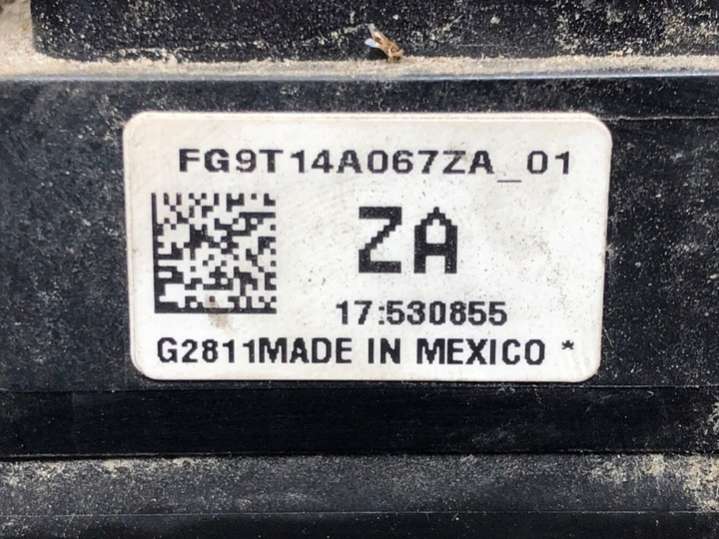 FG9T14A067ZA_01
ZA
17:530855
G2811MADE IN MEXICO *